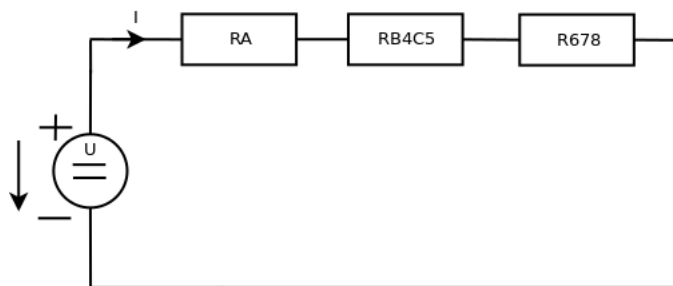 I
RA
RB4C5
R678
+
U
=
—